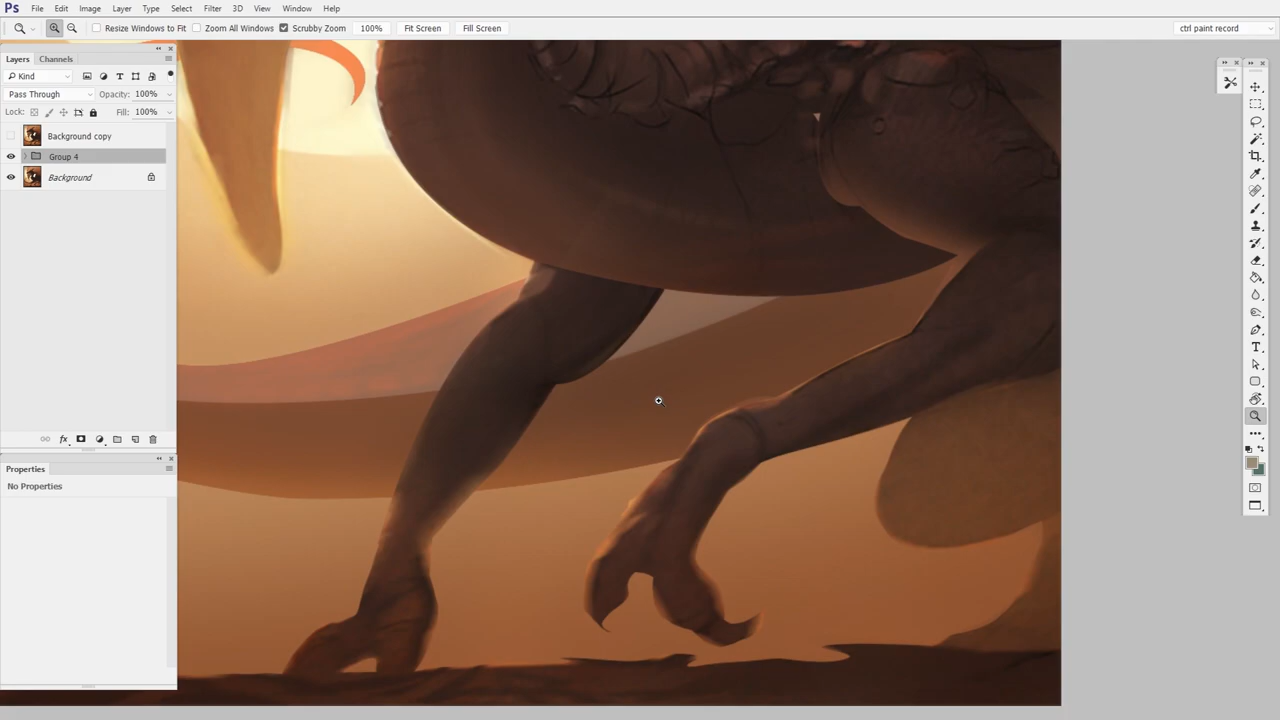 Ps File Edit Image Layer Type Select Filter 3D View Window Help
Resize Windows to Fit Zoom All Windows Scrubby Zoom 100% Fit Screen Fill Screen ctrl paint record
Layers Channels
Kind
Pass Through Opacity: 100%
Lock: Fill: 100%
Background copy
Group 4
Background
fx
Properties
No Properties
T